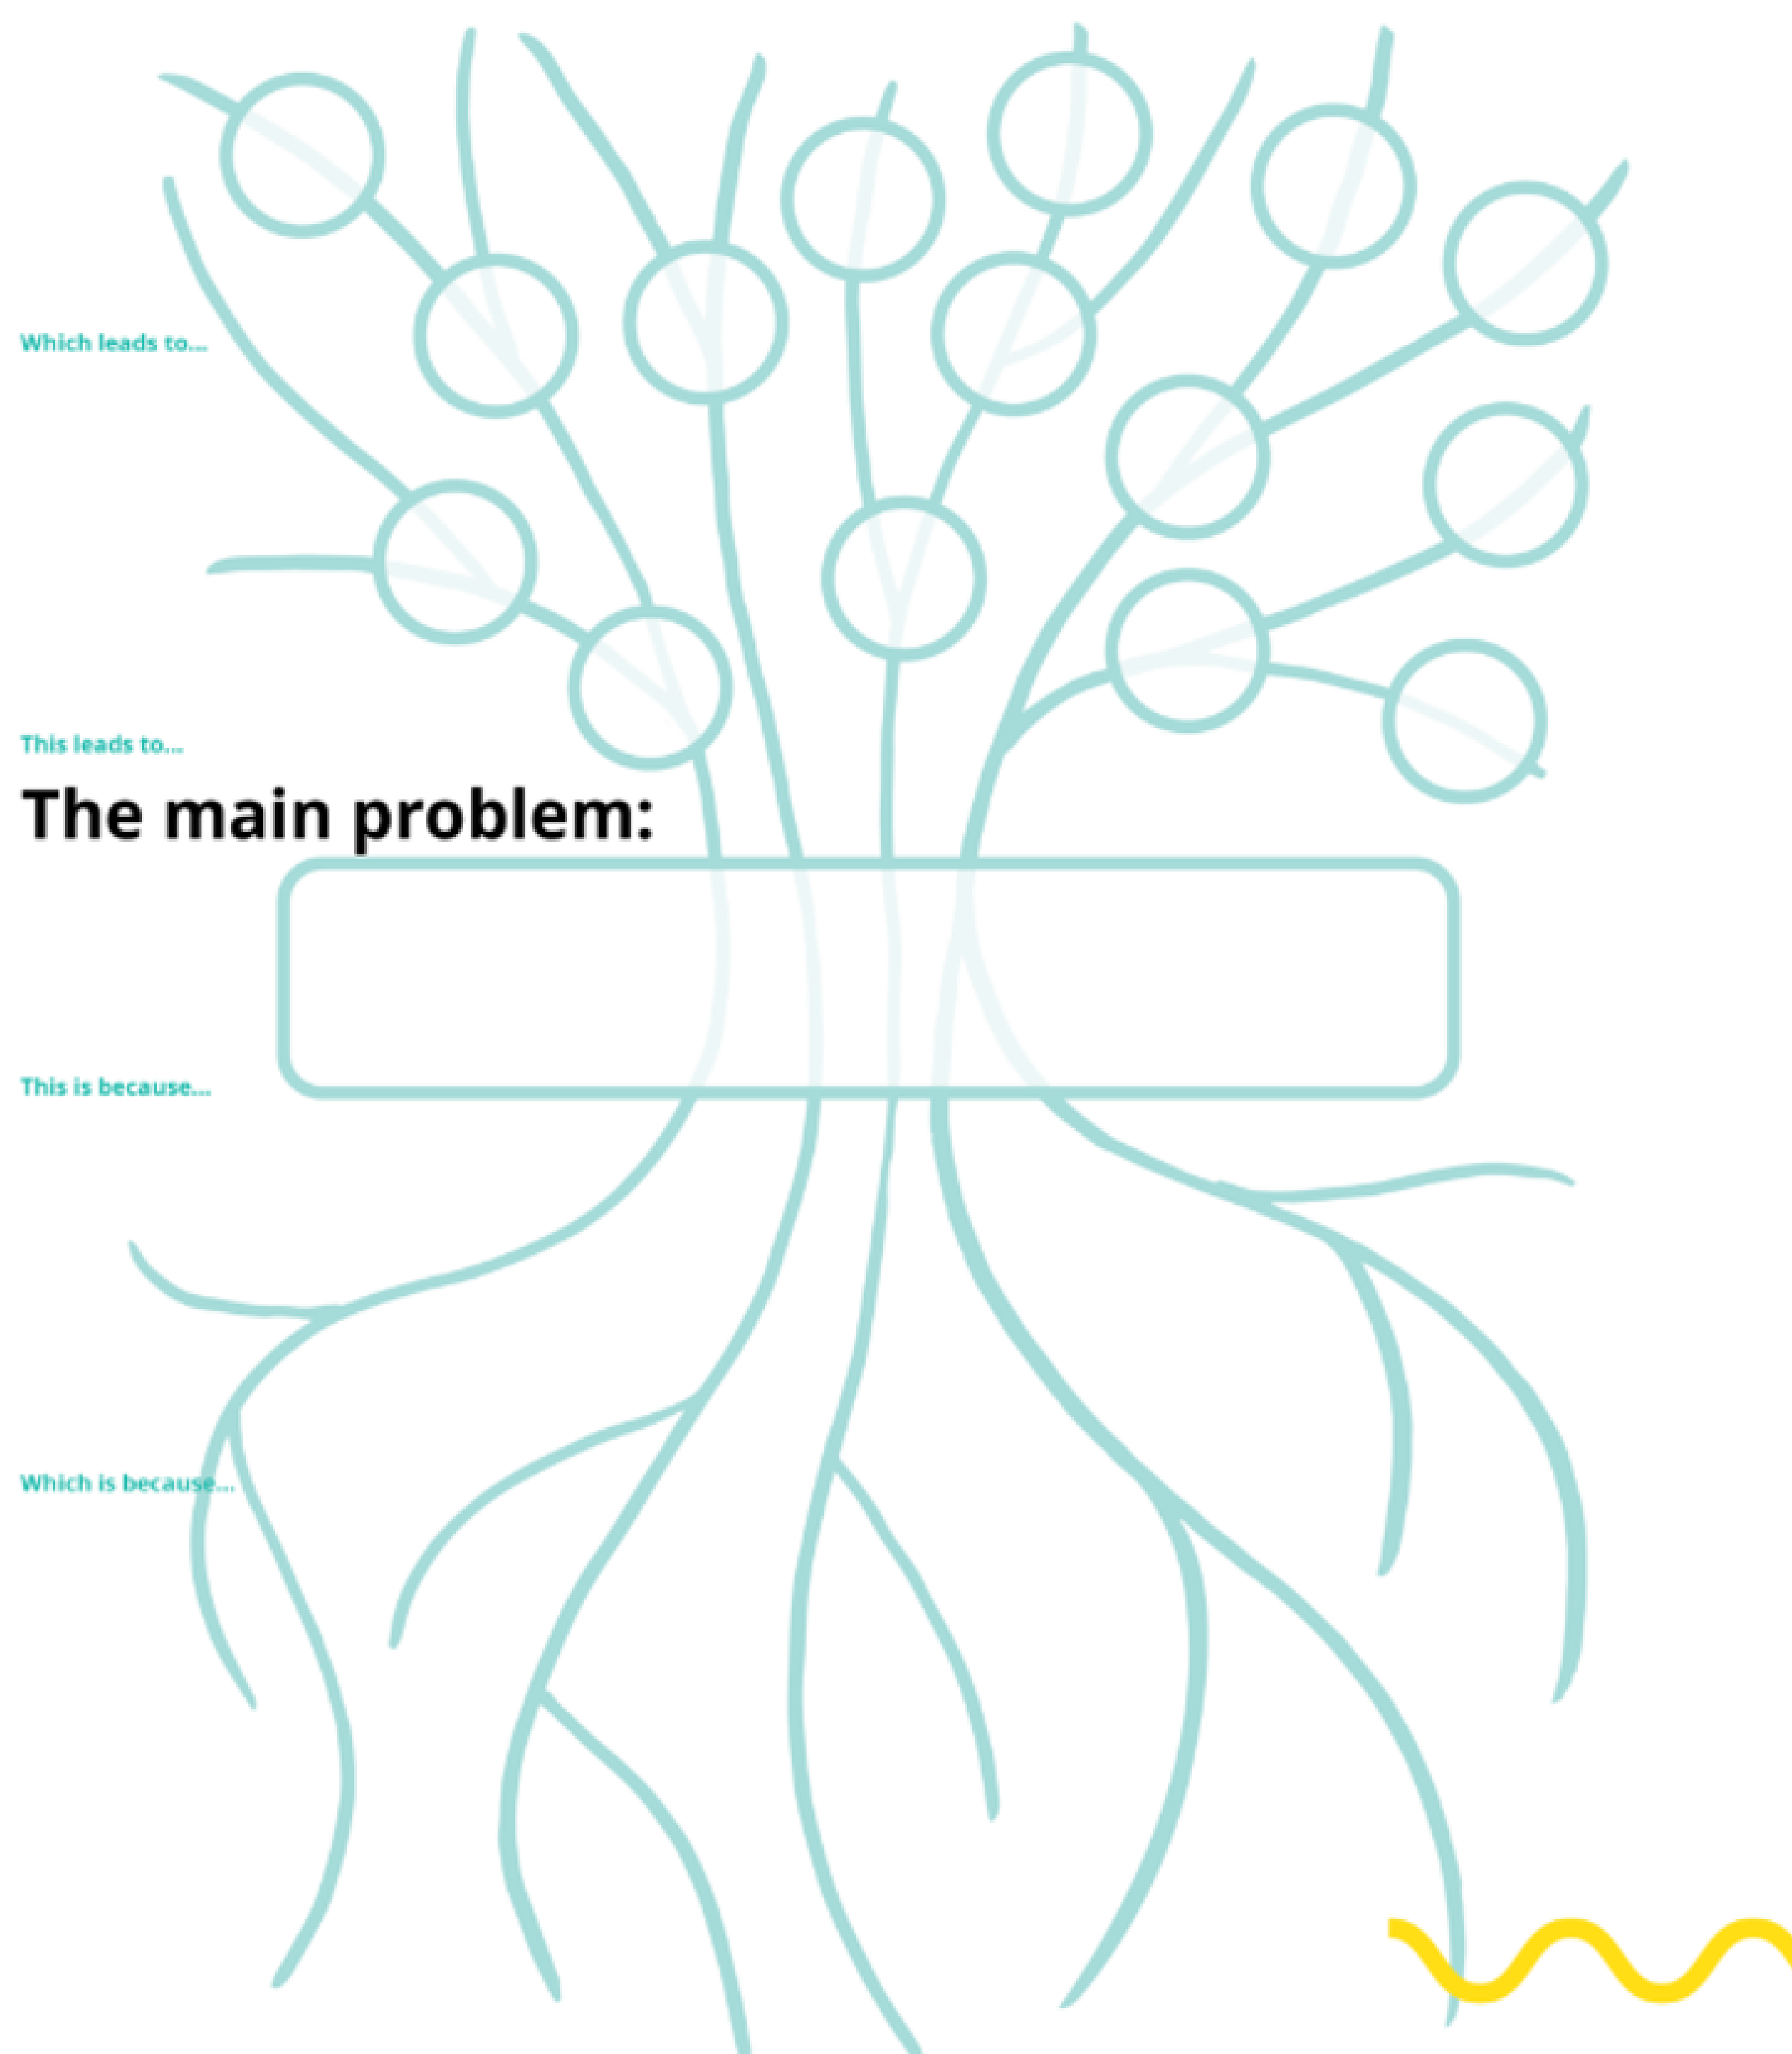 Which leads to...
This leads to...
The main problem:
This is because...
Which is because...